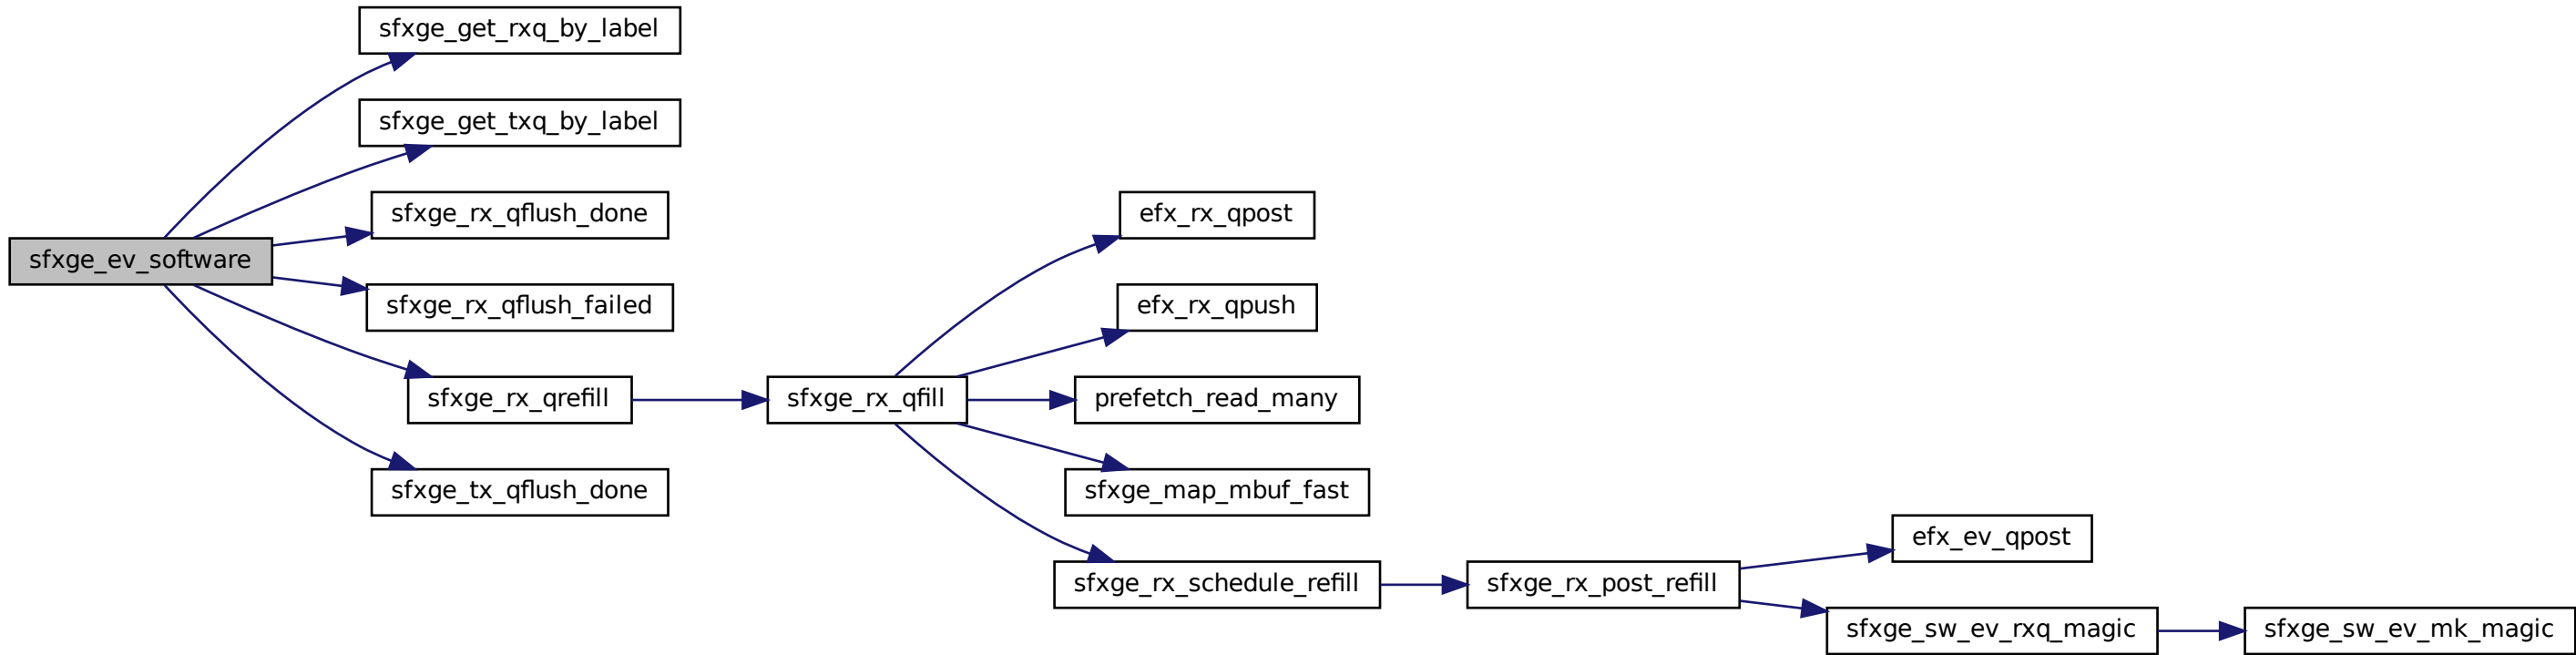 sfxge_get_rxq_by_label
sfxge_get_txq_by_label
sfxge_rx_qflush_done
efx_rx_qpost
sfxge_ev_software
sfxge_rx_qflush_failed
efx_rx_qpush
sfxge_rx_qrefill
sfxge_rx_qfill
prefetch_read_many
sfxge_tx_qflush_done
sfxge_map_mbuf_fast
efx_ev_qpost
sfxge_rx_schedule_refill
sfxge_rx_post_refill
sfxge_sw_ev_rxq_magic
sfxge_sw_ev_mk_magic